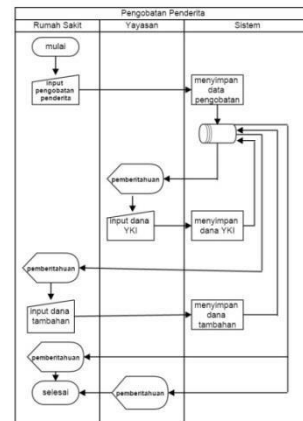 Pengobatan Penderita
Rumah Sakit
Yayasan
Sistem
mulai
input
pengobatan
penderita
menyimpan
data
pengobatan
pemberitahuan
input dana
YKI
menyimpan
dana YKI
pemberitahuan
input dana
tambahan
menyimpan
dana
tambahan
pemberitahuan
selesai
pemberitahuan